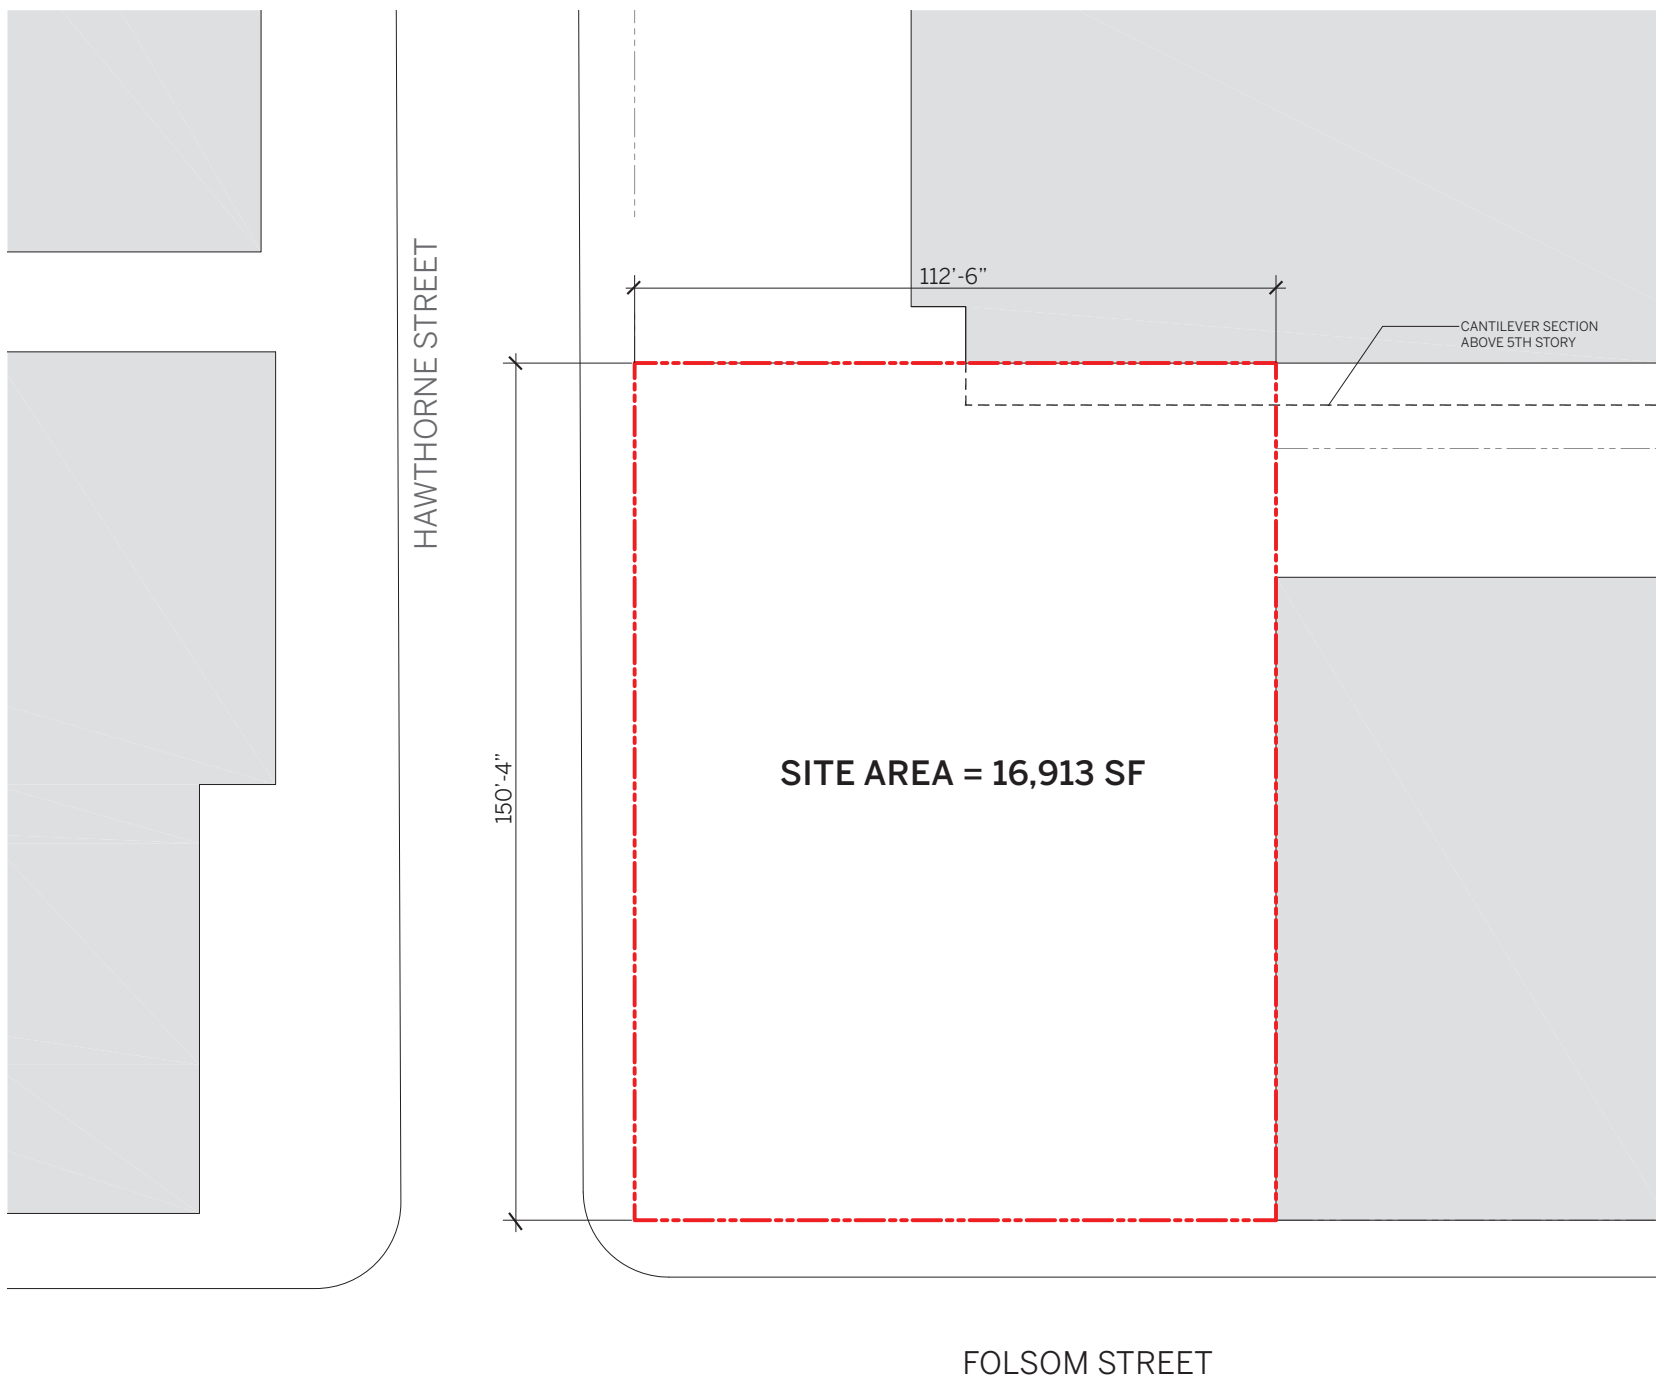 HAWTHORNE STREET
112'-6”
CANTILEVER SECTION
ABOVE 5TH STORY
150'-4”
SITE AREA = 16,913 SF
FOLSOM STREET